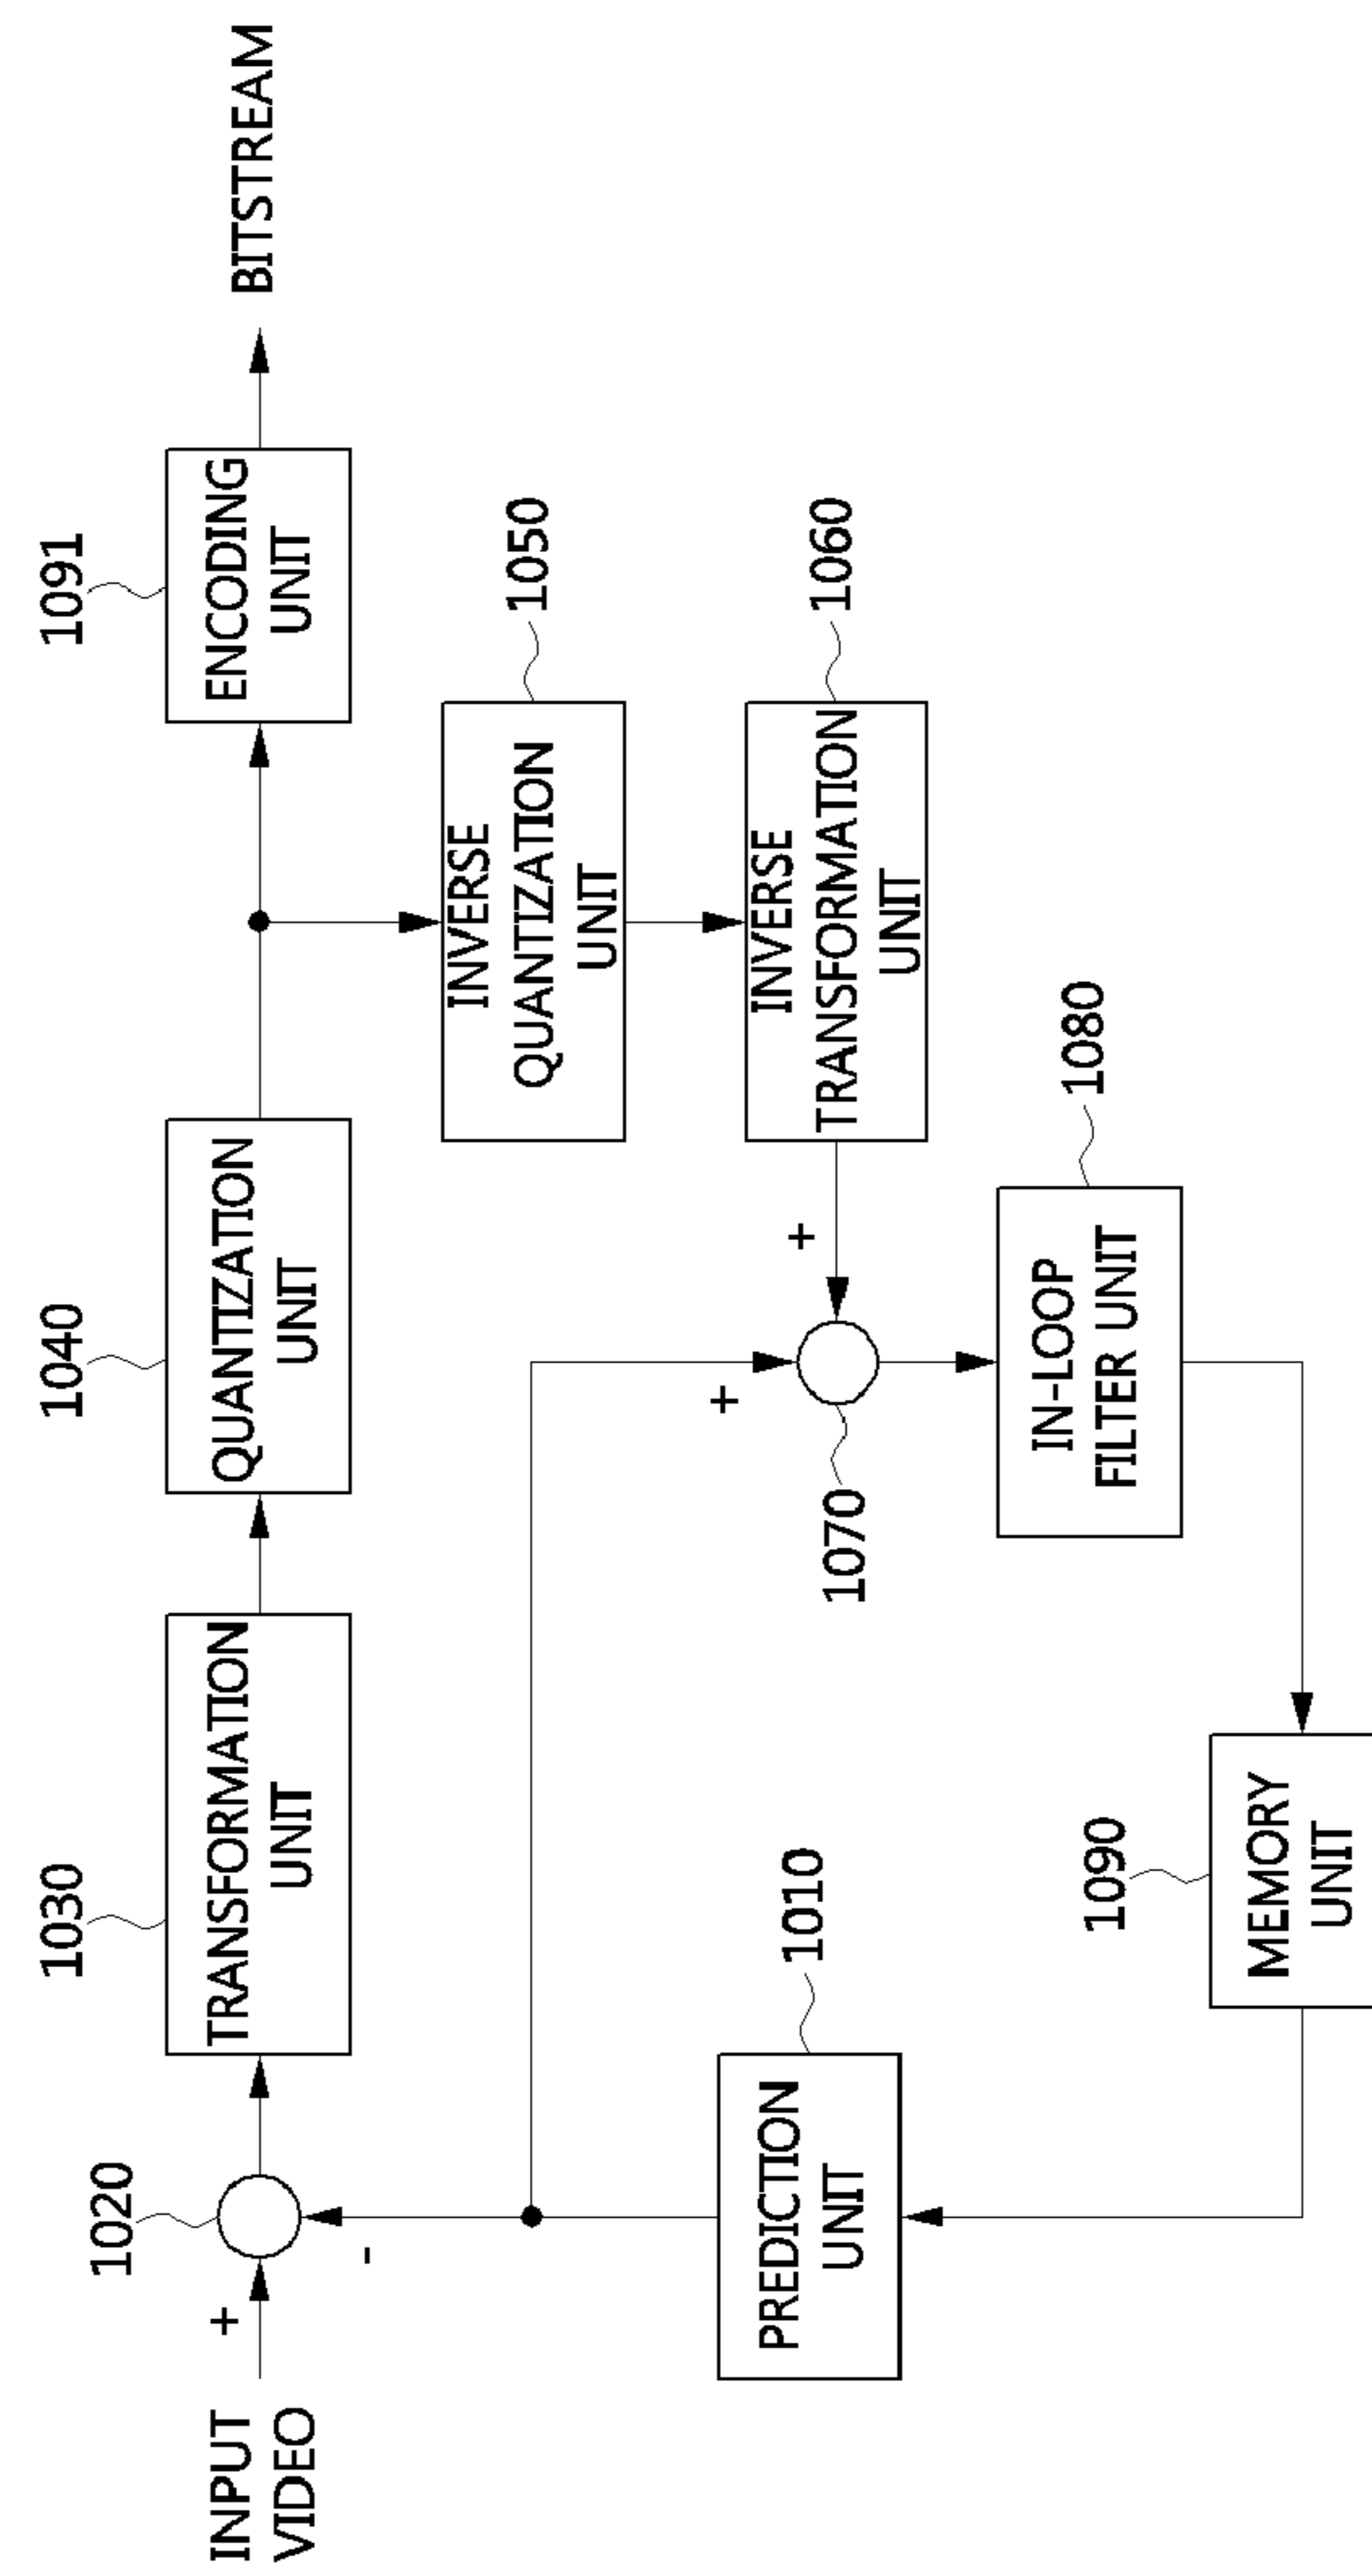 1020
1030
1040
1091
INPUT
VIDEO
+
-
TRANSFORMATION
UNIT
QUANTIZATION
UNIT
ENCODING
UNIT
BITSTREAM
INVERSE
QUANTIZATION
UNIT
1050
PREDICTION
UNIT
1010
+
+
1070
INVERSE
TRANSFORMATION
UNIT
1060
IN-LOOP
FILTER UNIT
1080
1090
MEMORY
UNIT